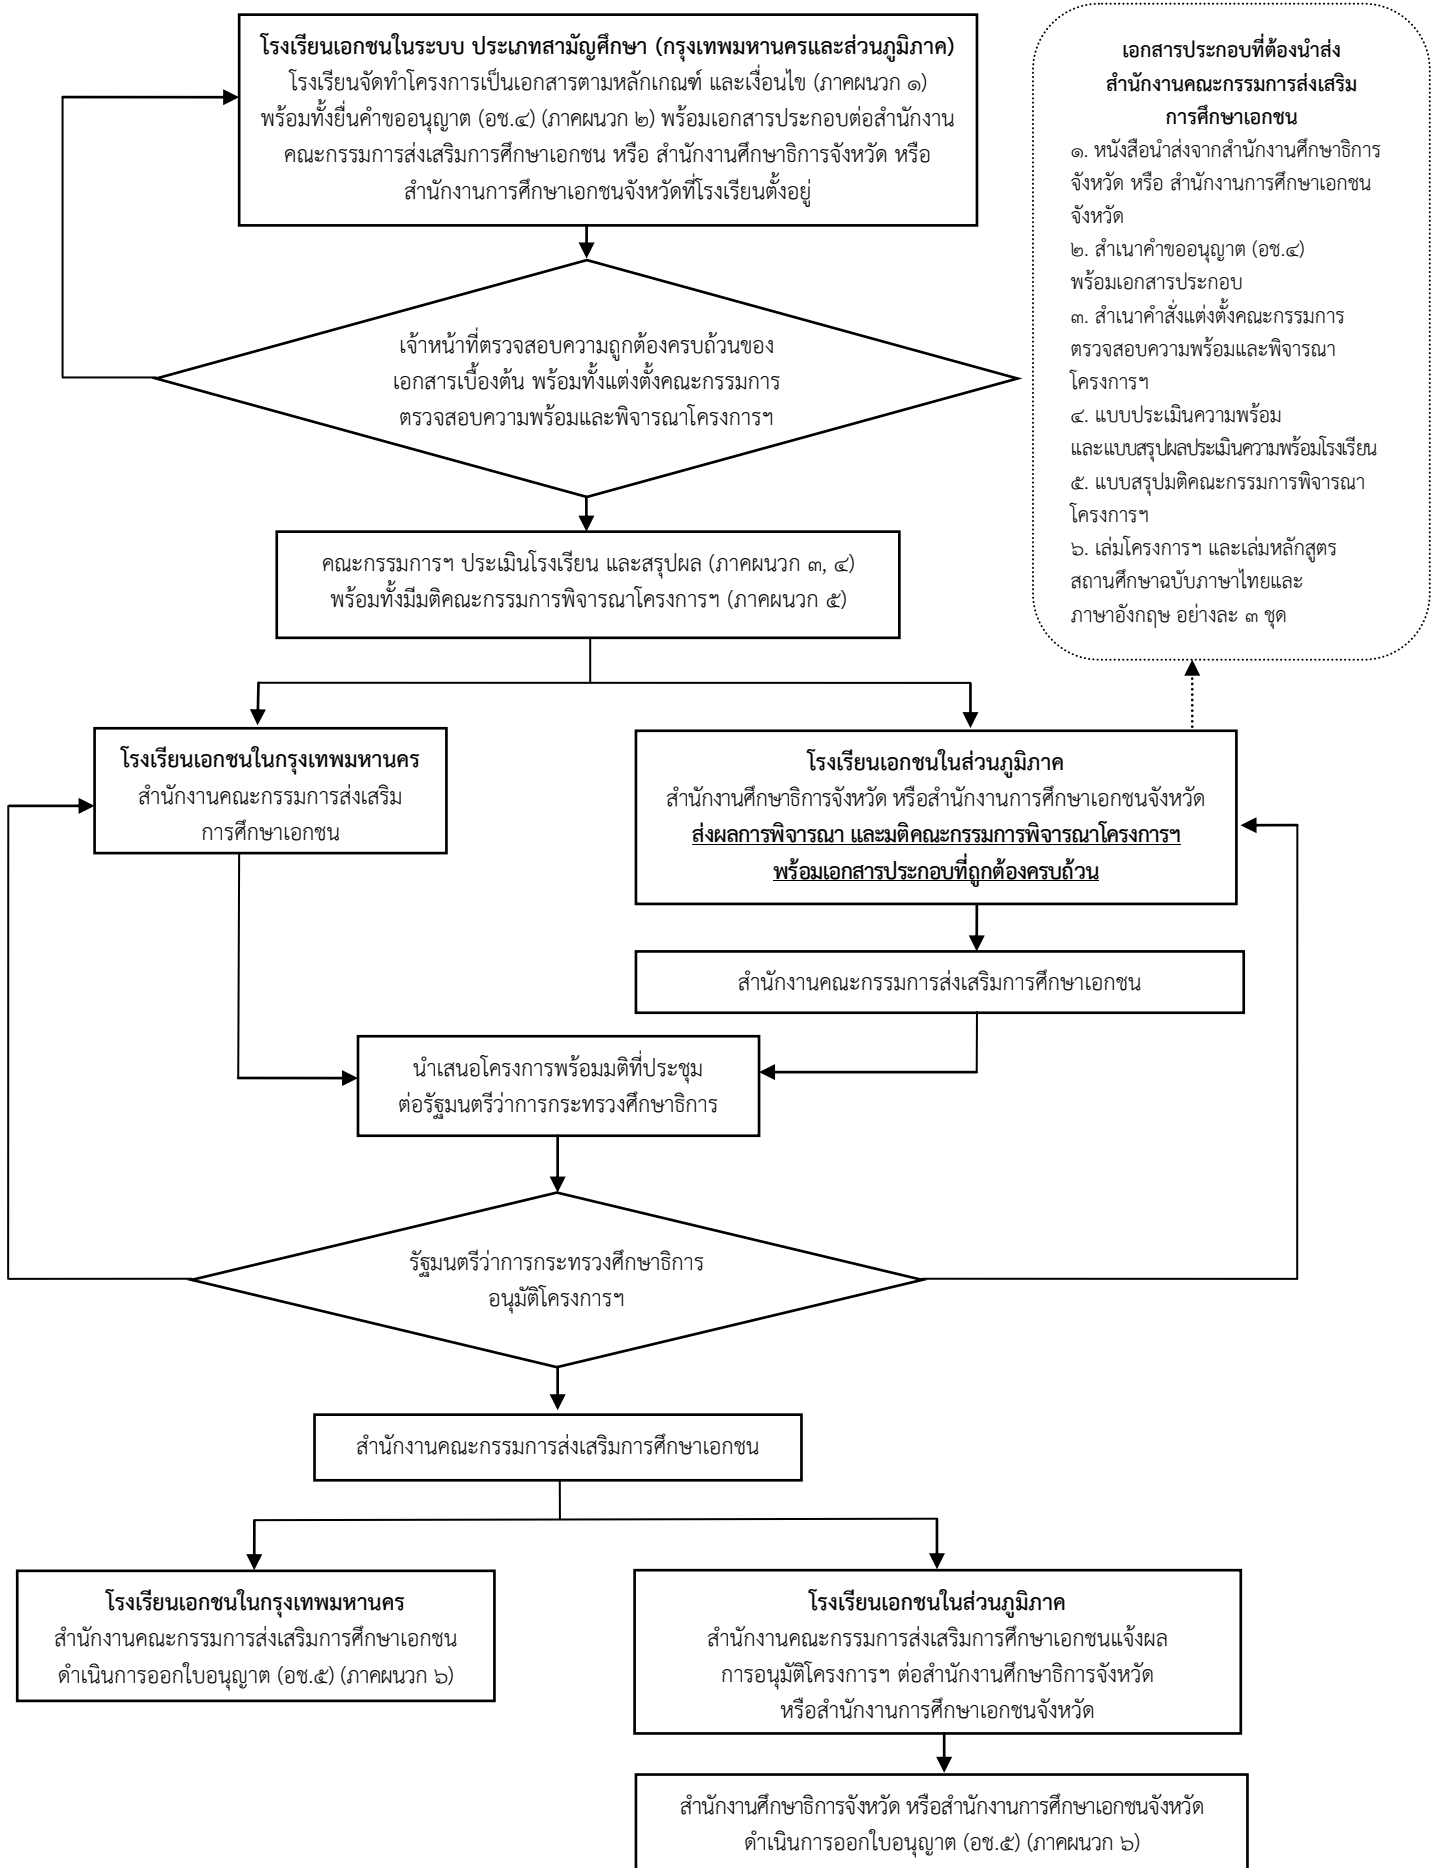 โรงเรียนเอกชนในระบบ ประเภทสามัญศึกษา (กรุงเทพมหานครและส่วนภูมิภาค)
โรงเรียนจัดทำโครงการเป็นเอกสารตามหลักเกณฑ์ และเงื่อนไข (ภาคผนวก ๑)
พร้อมทั้งยื่นคำขออนุญาต (อช.๔) (ภาคผนวก ๒) พร้อมเอกสารประกอบต่อสำนักงาน
คณะกรรมการส่งเสริมการศึกษาเอกชน หรือ สำนักงานศึกษาธิการจังหวัด หรือ
สำนักงานการศึกษาเอกชนจังหวัดที่โรงเรียนตั้งอยู่
เอกสารประกอบที่ต้องนำส่ง
สำนักงานคณะกรรมการส่งเสริม
การศึกษาเอกชน
๑. หนังสือนำส่งจากสำนักงานศึกษาธิการ
จังหวัด หรือ สำนักงานการศึกษาเอกชน
จังหวัด
๒. สำเนาคำขออนุญาต (อช.๔)
พร้อมเอกสารประกอบ
๓. สำเนาคำสั่งแต่งตั้งคณะกรรมการ
ตรวจสอบความพร้อมและพิจารณา
โครงการฯ
๔. แบบประเมินความพร้อม
และแบบสรุปผลประเมินความพร้อมโรงเรียน
๕. แบบสรุปมติคณะกรรมการพิจารณา
โครงการฯ
๖. เล่มโครงการฯ และเล่มหลักสูตร
สถานศึกษาฉบับภาษาไทยและ
ภาษาอังกฤษ อย่างละ ๓ ชุด
เจ้าหน้าที่ตรวจสอบความถูกต้องครบถ้วนของ
เอกสารเบื้องต้น พร้อมทั้งแต่งตั้งคณะกรรมการ
ตรวจสอบความพร้อมและพิจารณาโครงการฯ
คณะกรรมการฯ ประเมินโรงเรียน และสรุปผล (ภาคผนวก ๓, ๔)
พร้อมทั้งมีมติคณะกรรมการพิจารณาโครงการฯ (ภาคผนวก ๕)
โรงเรียนเอกชนในกรุงเทพมหานคร
สำนักงานคณะกรรมการส่งเสริม
การศึกษาเอกชน
โรงเรียนเอกชนในส่วนภูมิภาค
สำนักงานศึกษาธิการจังหวัด หรือสำนักงานการศึกษาเอกชนจังหวัด
ส่งผลการพิจารณา และมติคณะกรรมการพิจารณาโครงการฯ
พร้อมเอกสารประกอบที่ถูกต้องครบถ้วน
สำนักงานคณะกรรมการส่งเสริมการศึกษาเอกชน
นำเสนอโครงการพร้อมมติที่ประชุม
ต่อรัฐมนตรีว่าการกระทรวงศึกษาธิการ
รัฐมนตรีว่าการกระทรวงศึกษาธิการ
อนุมัติโครงการฯ
สำนักงานคณะกรรมการส่งเสริมการศึกษาเอกชน
โรงเรียนเอกชนในกรุงเทพมหานคร
สำนักงานคณะกรรมการส่งเสริมการศึกษาเอกชน
ดำเนินการออกใบอนุญาต (อช.๕) (ภาคผนวก ๖)
โรงเรียนเอกชนในส่วนภูมิภาค
สำนักงานคณะกรรมการส่งเสริมการศึกษาเอกชนแจ้งผล
การอนุมัติโครงการฯ ต่อสำนักงานศึกษาธิการจังหวัด
หรือสำนักงานการศึกษาเอกชนจังหวัด
สำนักงานศึกษาธิการจังหวัด หรือสำนักงานการศึกษาเอกชนจังหวัด
ดำเนินการออกใบอนุญาต (อช.๕) (ภาคผนวก ๖)